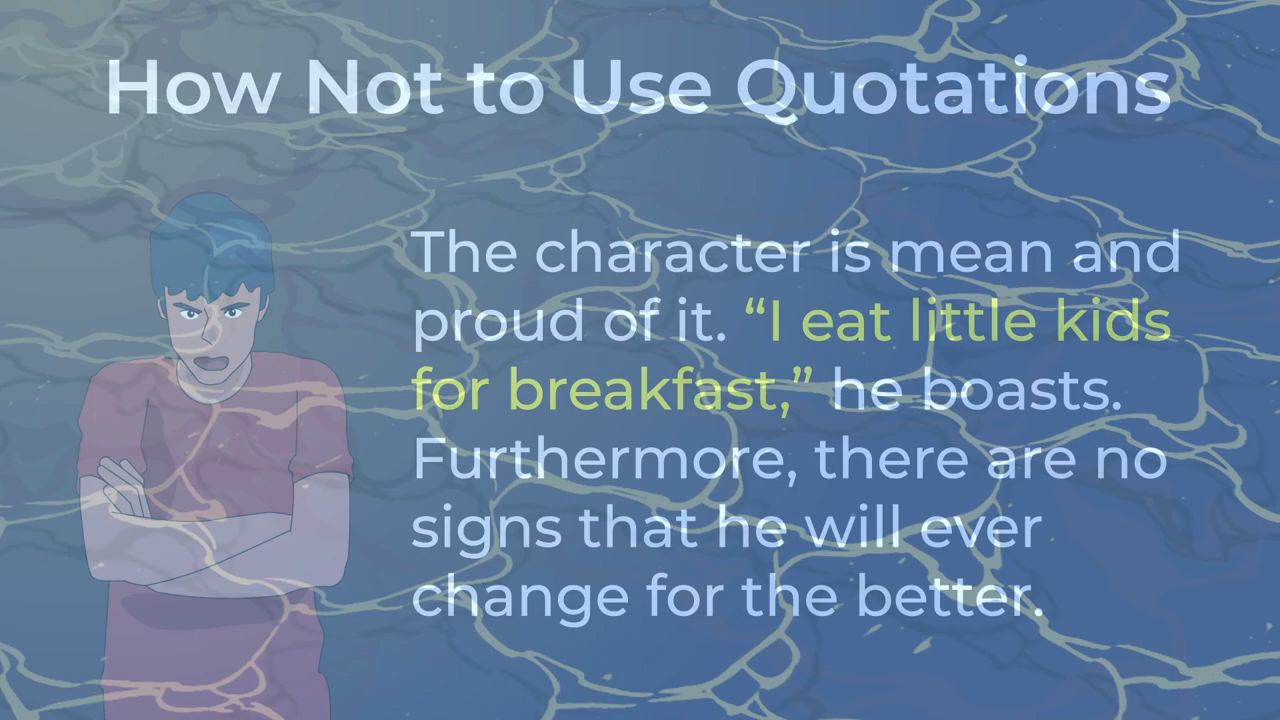 How Not to Use Quotations
The character is mean and
proud of it. “I eat little kids
for breakfast,” he boasts.
Furthermore, there are no
signs that he will ever
change for the better.